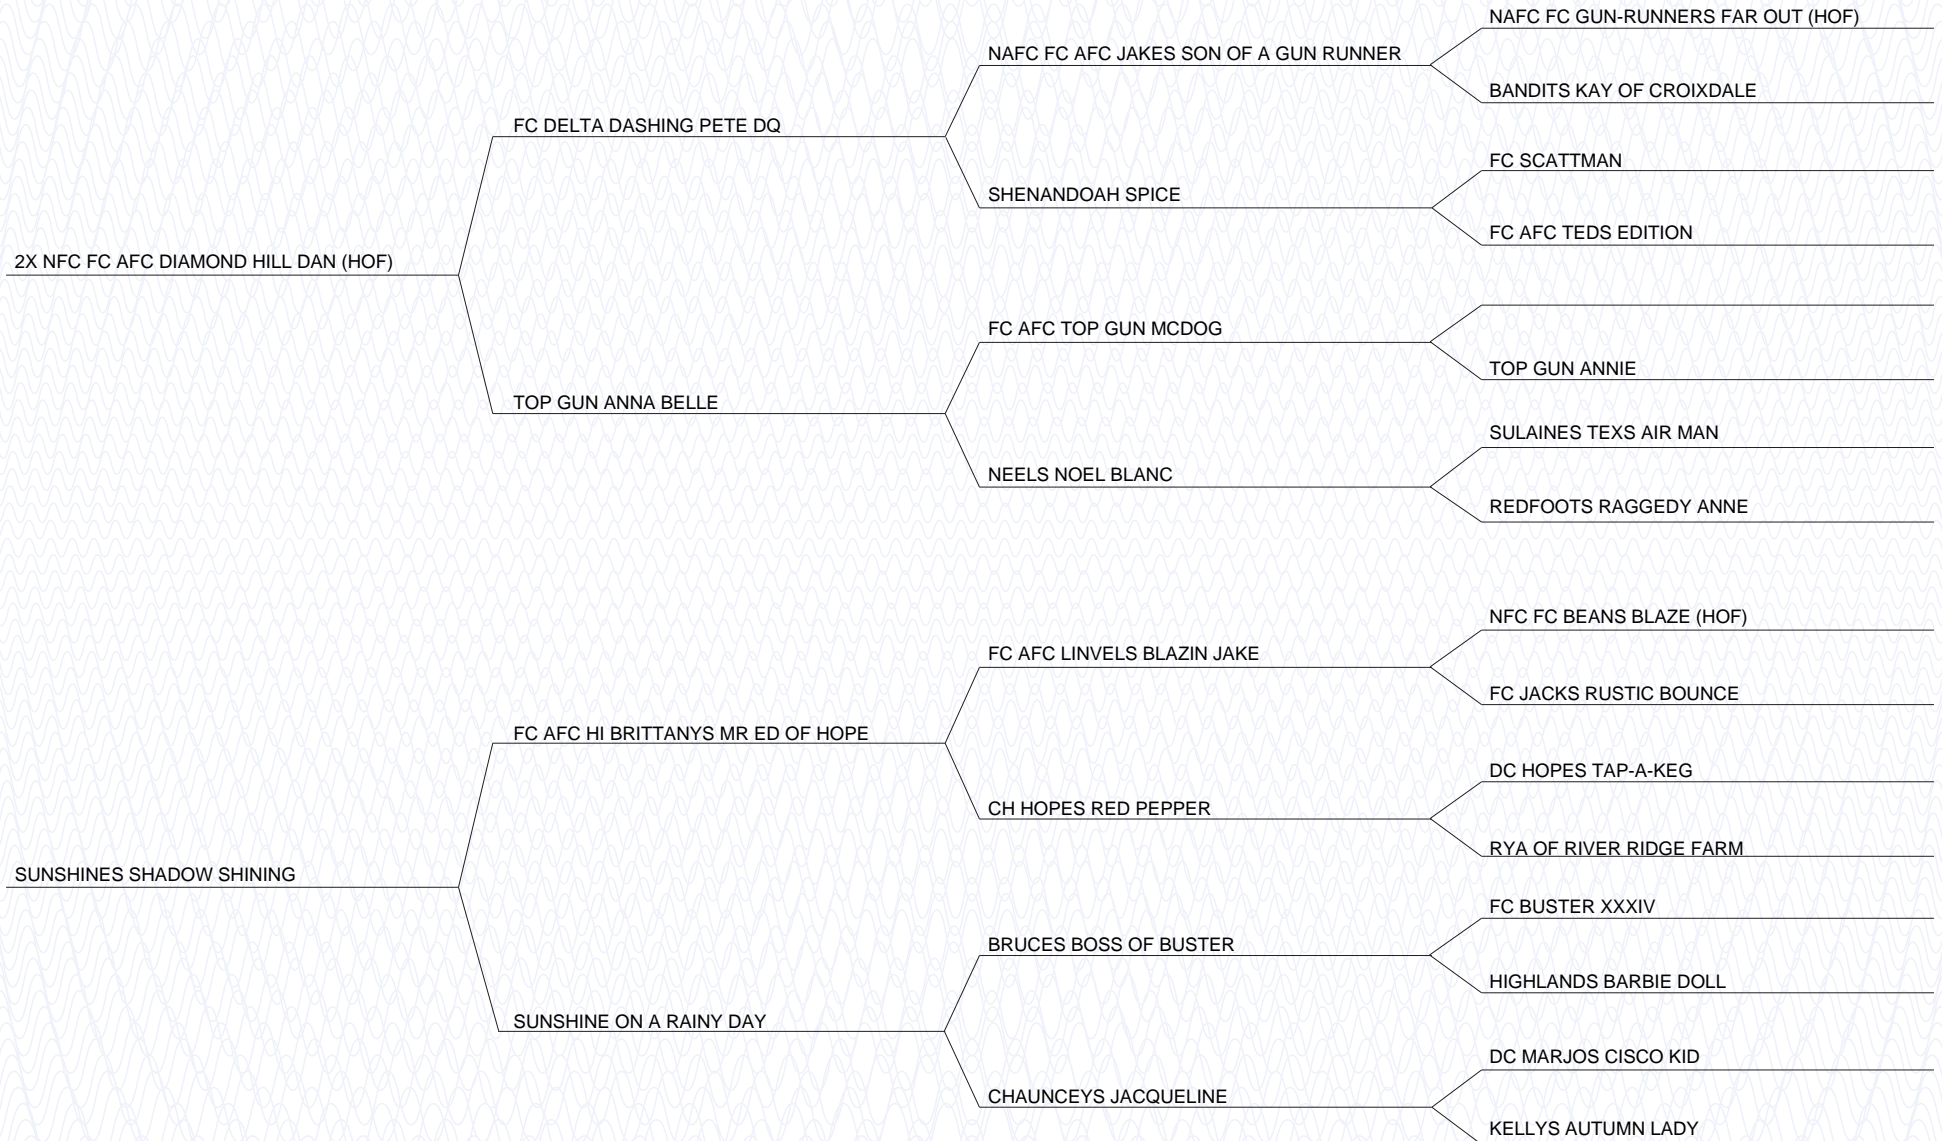 NAFC FC GUN-RUNNERS FAR OUT (HOF)
NAFC FC AFC JAKES SON OF A GUN RUNNER
BANDITS KAY OF CROIXDALE
FC DELTA DASHING PETE DQ
FC SCATTMAN
SHENANDOAH SPICE
FC AFC TEDS EDITION
2X NFC FC AFC DIAMOND HILL DAN (HOF)
FC AFC TOP GUN MCDOG
TOP GUN ANNIE
TOP GUN ANNA BELLE
SULAINES TEXS AIR MAN
NEELS NOEL BLANC
REDFOOTS RAGGEDY ANNE
NFC FC BEANS BLAZE (HOF)
FC AFC LINVELS BLAZIN JAKE
FC JACKS RUSTIC BOUNCE
FC AFC HI BRITTANYS MR ED OF HOPE
DC HOPES TAP-A-KEG
CH HOPES RED PEPPER
RYA OF RIVER RIDGE FARM
SUNSHINES SHADOW SHINING
FC BUSTER XXXIV
BRUCES BOSS OF BUSTER
HIGHLANDS BARBIE DOLL
SUNSHINE ON A RAINY DAY
DC MARJOS CISCO KID
CHAUNCEYS JACQUELINE
KELLYS AUTUMN LADY